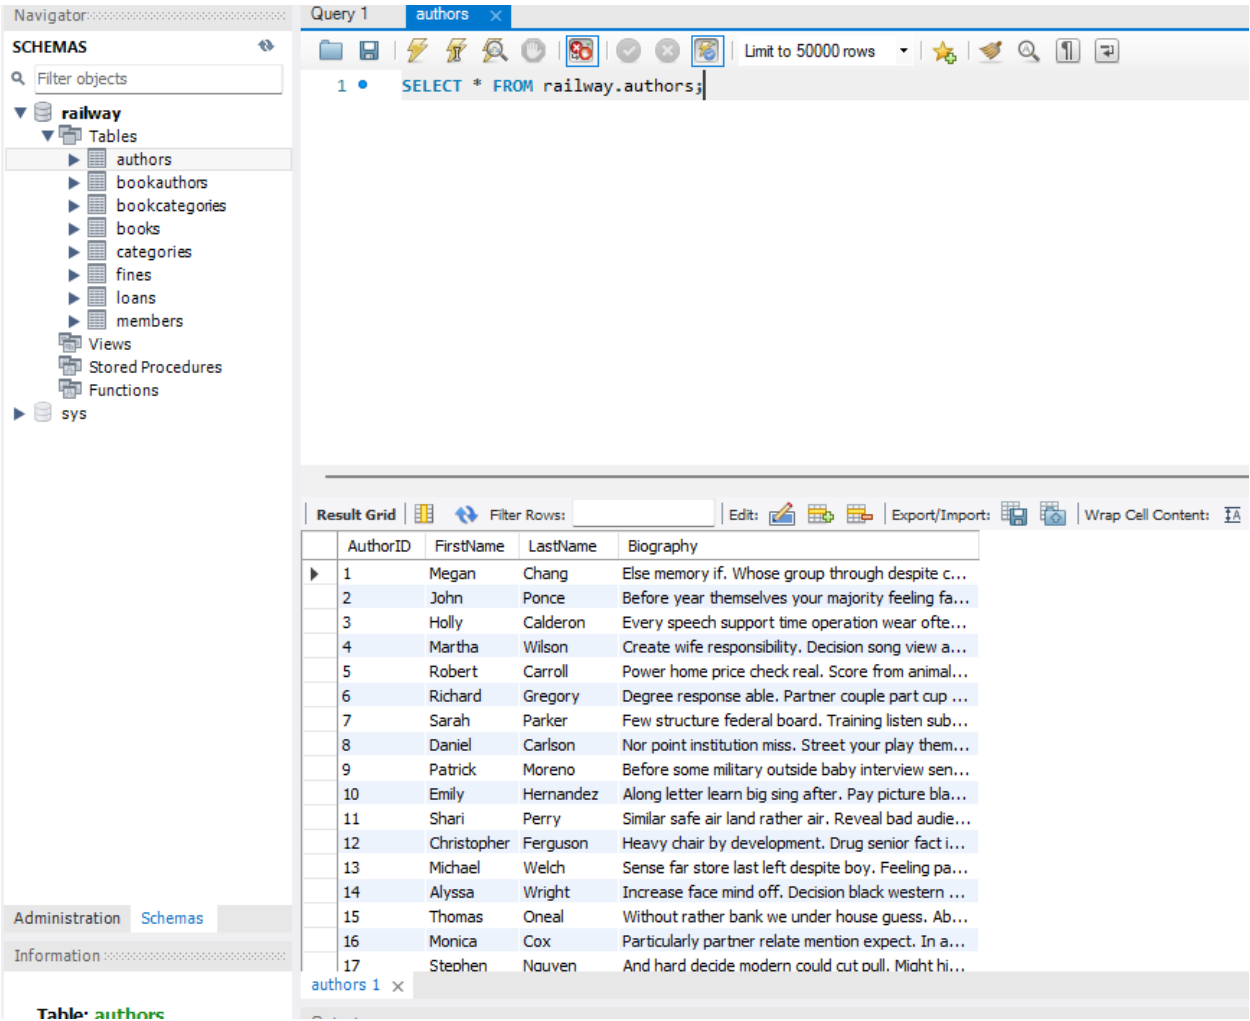 Navigator
SCHEMAS
Filter objects
railway
Tables
authors
bookauthors
bookcategories
books
categories
fines
loans
members
Views
Stored Procedures
Functions
sys
Administration Schemas
Information
Table: authors
Query 1 authors
Limit to 50000 rows
1 SELECT * FROM railway.authors;
Result Grid Filter Rows: Edit: Export/Import: Wrap Cell Content:
AuthorID FirstName LastName Biography
1 Megan Chang Else memory if. Whose group through despite c...
2 John Ponce Before year themselves your majority feeling fa...
3 Holly Calderon Every speech support time operation wear ofte...
4 Martha Wilson Create wife responsibility. Decision song view a...
5 Robert Carroll Power home price check real. Score from animal...
6 Richard Gregory Degree response able. Partner couple part cup ...
7 Sarah Parker Few structure federal board. Training listen sub...
8 Daniel Carlson Nor point institution miss. Street your play them...
9 Patrick Moreno Before some military outside baby interview sen...
10 Emily Hernandez Along letter learn big sing after. Pay picture bla...
11 Shari Perry Similar safe air land rather air. Reveal bad audie...
12 Christopher Ferguson Heavy chair by development. Drug senior fact i...
13 Michael Welch Sense far store last left despite boy. Feeling pa...
14 Alyssa Wright Increase face mind off. Decision black western ...
15 Thomas Oneal Without rather bank we under house guess. Ab...
16 Monica Cox Particularly partner relate mention expect. In a...
17 Stephen Nguyen And hard decide modern could cut pull. Might hi...
authors 1